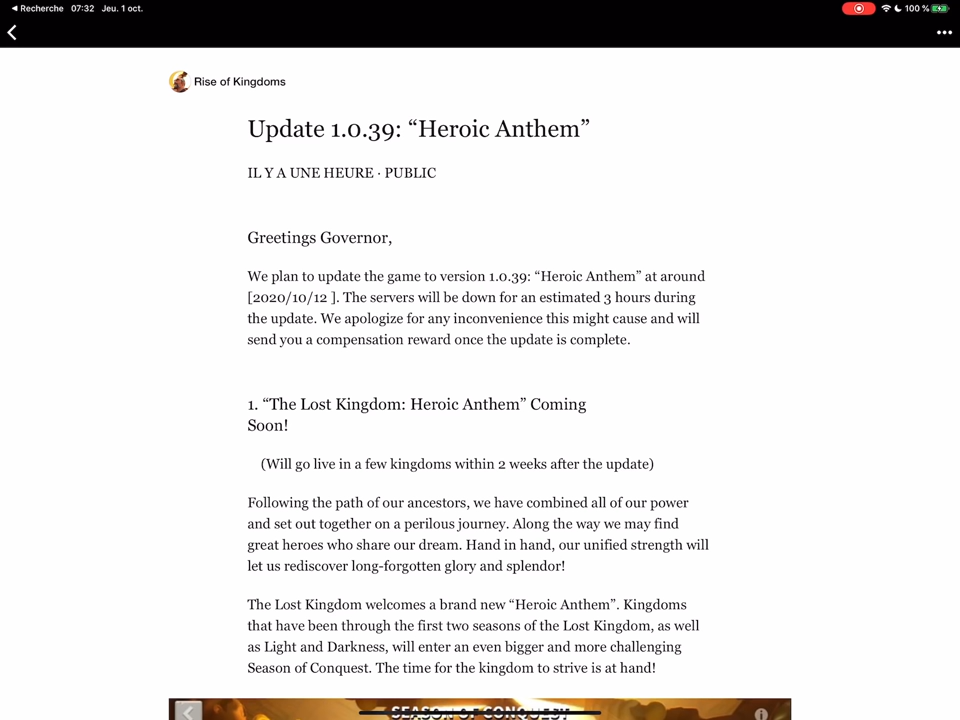 ◀ Recherche 07:32 Jeu. 1 oct. 100 %
Rise of Kingdoms
Update 1.0.39: “Heroic Anthem”
IL Y A UNE HEURE · PUBLIC
Greetings Governor,
We plan to update the game to version 1.0.39: “Heroic Anthem” at around
[2020/10/12 ]. The servers will be down for an estimated 3 hours during
the update. We apologize for any inconvenience this might cause and will
send you a compensation reward once the update is complete.
1. “The Lost Kingdom: Heroic Anthem” Coming
Soon!
(Will go live in a few kingdoms within 2 weeks after the update)
Following the path of our ancestors, we have combined all of our power
and set out together on a perilous journey. Along the way we may find
great heroes who share our dream. Hand in hand, our unified strength will
let us rediscover long-forgotten glory and splendor!
The Lost Kingdom welcomes a brand new “Heroic Anthem”. Kingdoms
that have been through the first two seasons of the Lost Kingdom, as well
as Light and Darkness, will enter an even bigger and more challenging
Season of Conquest. The time for the kingdom to strive is at hand!
SEASON OF CONQUEST